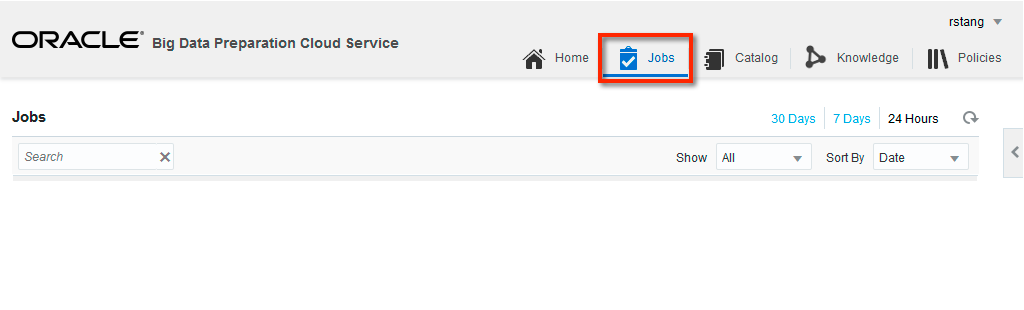 rstang
ORACLE® Big Data Preparation Cloud Service
Home Jobs Catalog Knowledge Policies
Jobs 30 Days 7 Days 24 Hours
Search Show All Sort By Date